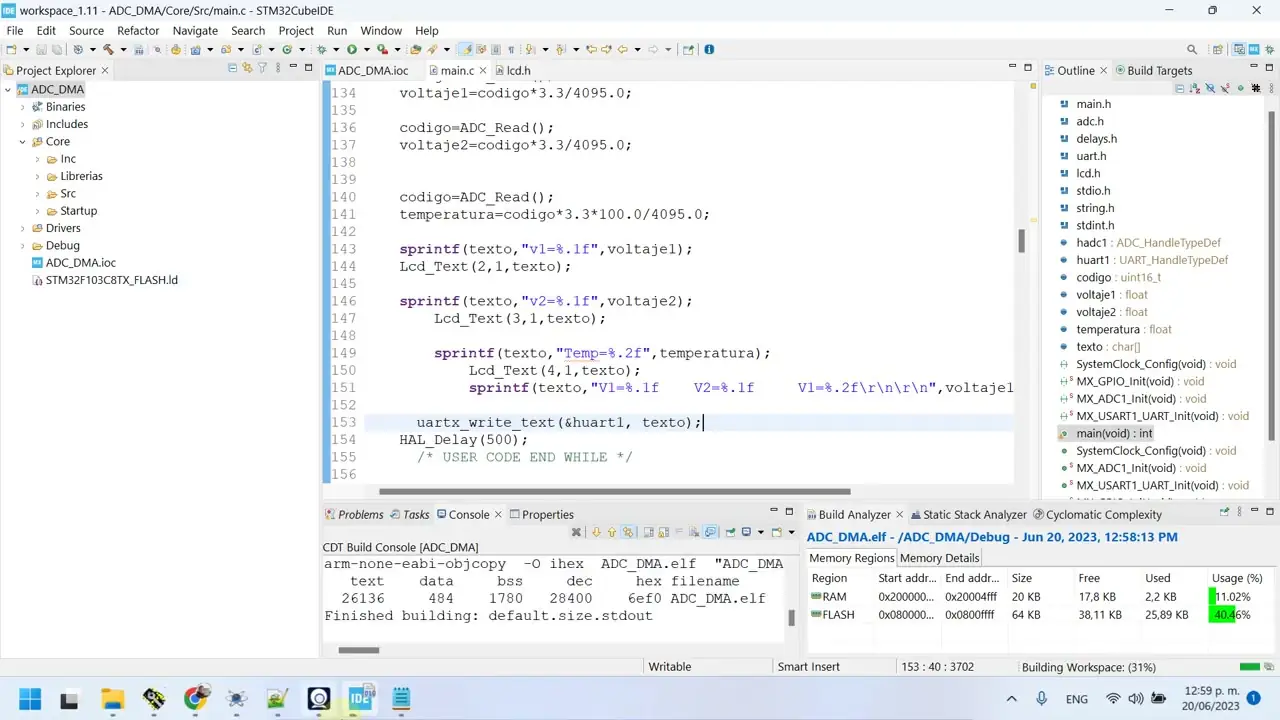 workspace_1.11 - ADC_DMA/Core/Src/main.c - STM32CubeIDE
File Edit Source Refactor Navigate Search Project Run Window Help
Project Explorer
ADC_DMA
Binaries
Includes
Core
Inc
Librerias
Src
Startup
Drivers
Debug
ADC_DMA.ioc
STM32F103C8TX_FLASH.ld
ADC_DMA.ioc main.c lcd.h
134 voltaje1=codigo*3.3/4095.0;
135
136 codigo=ADC_Read();
137 voltaje2=codigo*3.3/4095.0;
138
139
140 codigo=ADC_Read();
141 temperatura=codigo*3.3*100.0/4095.0;
142
143 sprintf(texto,"v1=%.1f",voltaje1);
144 Lcd_Text(2,1,texto);
145
146 sprintf(texto,"v2=%.1f",voltaje2);
147 Lcd_Text(3,1,texto);
148
149 sprintf(texto,"Temp=%.2f",temperatura);
150 Lcd_Text(4,1,texto);
151 sprintf(texto,"V1=%.1f V2=%.1f V1=%.2f\r\n\r\n",voltaje1
152
153 uartx_write_text(&huart1, texto);
154 HAL_Delay(500);
155 /* USER CODE END WHILE */
156
Outline Build Targets
main.h
adc.h
delays.h
uart.h
lcd.h
stdio.h
string.h
stdint.h
hadc1 : ADC_HandleTypeDef
huart1 : UART_HandleTypeDef
codigo : uint16_t
voltaje1 : float
voltaje2 : float
temperatura : float
texto : char[]
SystemClock_Config(void) : void
MX_GPIO_Init(void) : void
MX_ADC1_Init(void) : void
MX_USART1_UART_Init(void) : void
main(void) : int
SystemClock_Config(void) : void
MX_ADC1_Init(void) : void
MX_USART1_UART_Init(void) : void
Problems Tasks Console Properties
CDT Build Console [ADC_DMA]
arm-none-eabi-objcopy -O ihex ADC_DMA.elf "ADC_DMA
text data bss dec hex filename
26136 484 1780 28400 6ef0 ADC_DMA.elf
Finished building: default.size.stdout
Build Analyzer Static Stack Analyzer Cyclomatic Complexity
ADC_DMA.elf - /ADC_DMA/Debug - Jun 20, 2023, 12:58:13 PM
Memory Regions Memory Details
Region Start addr... End addr... Size Free Used Usage (%)
RAM 0x200000... 0x20004fff 20 KB 17,8 KB 2,2 KB 11.02%
FLASH 0x080000... 0x0800ffff 64 KB 38,11 KB 25,89 KB 40.46%
Writable Smart Insert 153 : 40 : 3702 Building Workspace: (31%)
IDE
ENG
12:59 p. m.
20/06/2023
1